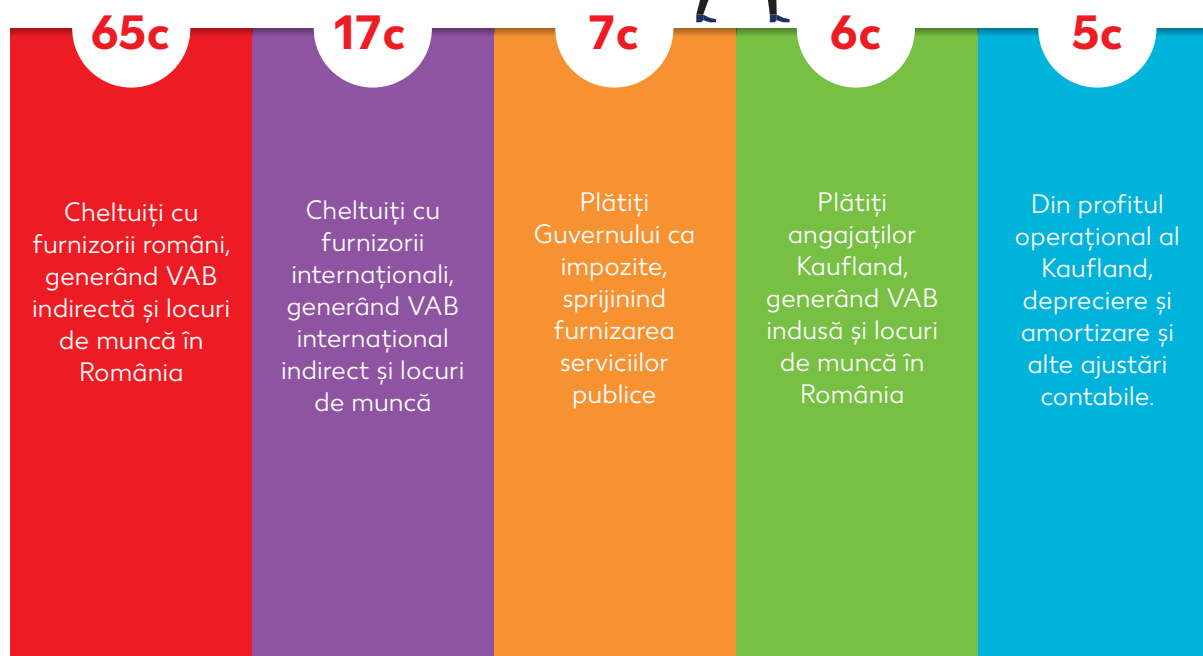 65c
Cheltuiți cu
furnizorii români,
generând VAB
indirectă și locuri
de muncă în
România
17c
Cheltuiți cu
furnizorii
internaționali,
generând VAB
internațional
indirect și locuri
de muncă
7c
Plătiți
Guvernului ca
impozite,
sprijinind
furnizarea
serviciilor
publice
6c
Plătiți
angajaților
Kaufland,
generând VAB
indusă și locuri
de muncă în
România
5c
Din profitul
operațional al
Kaufland,
depreciere și
amortizare și
alte ajustări
contabile.